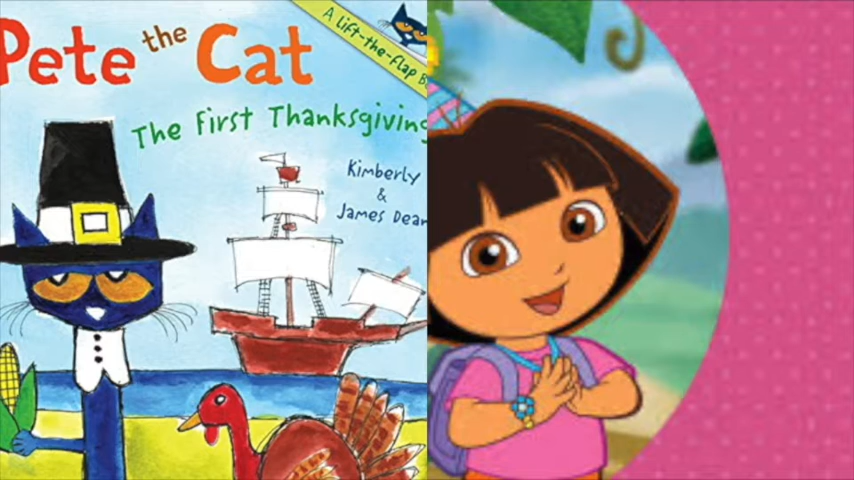 Pete the Cat
A Lift-the-Flap
The First Thanksgiving
Kimberly
&
James Dean